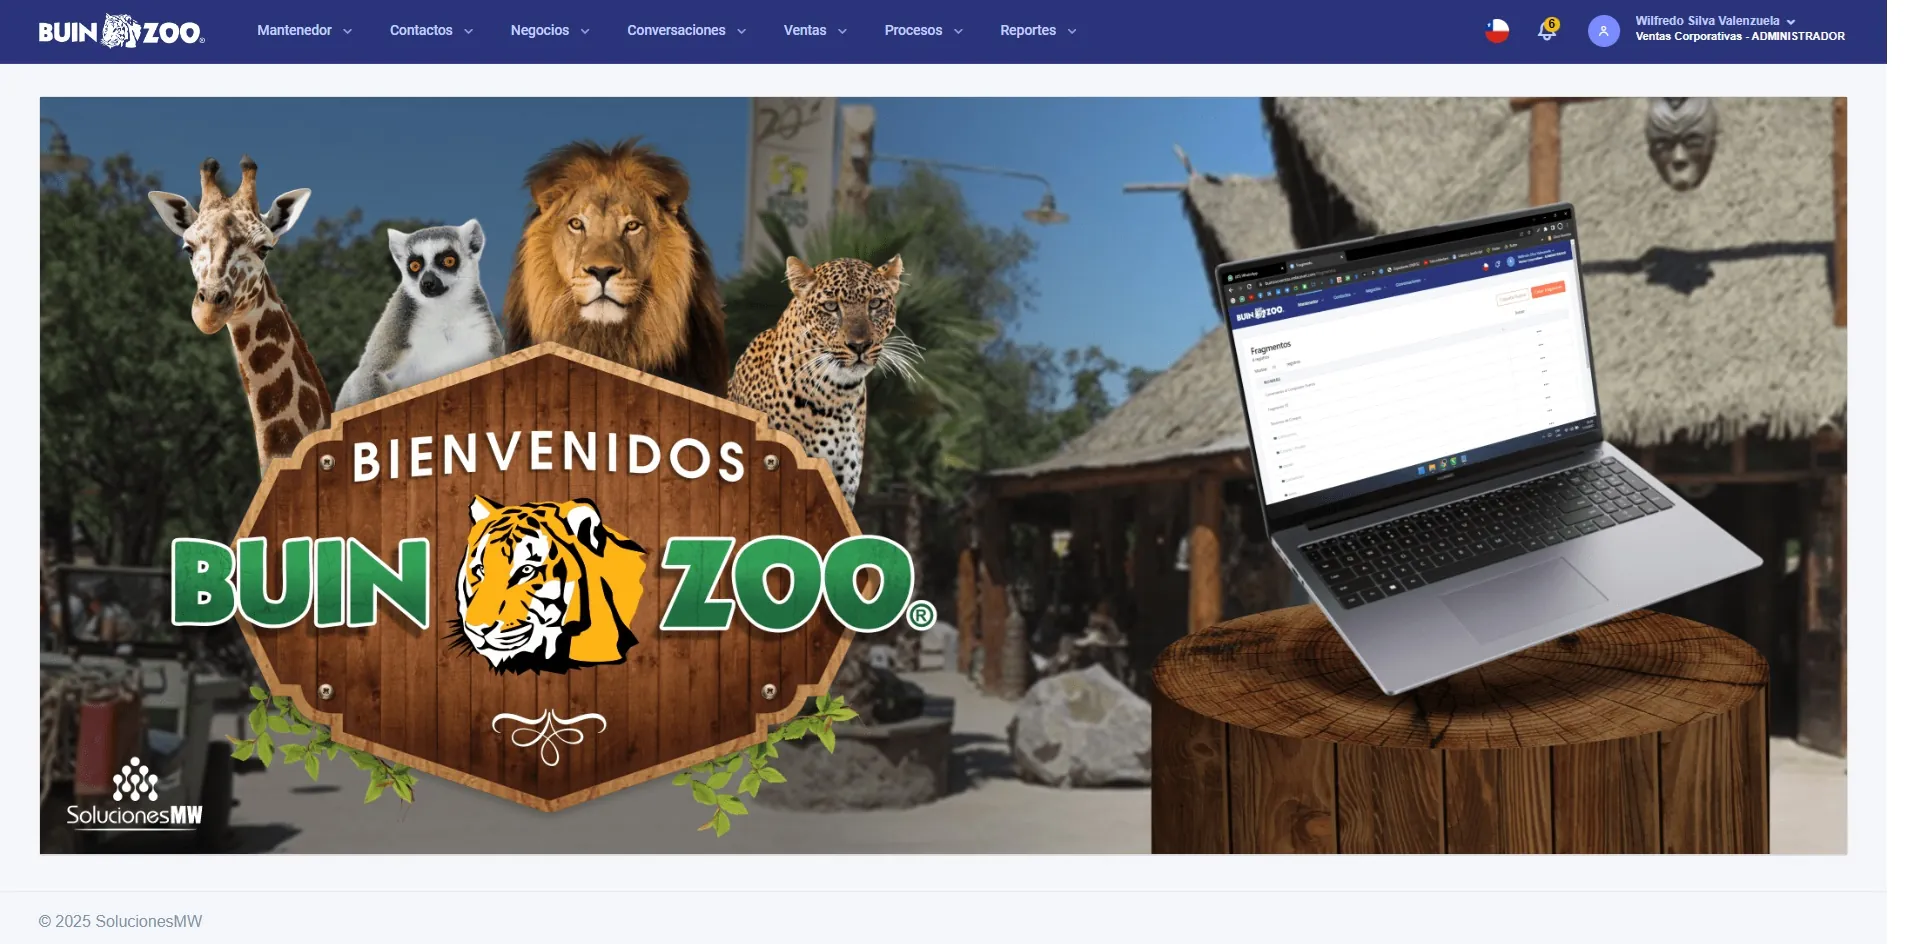 BUIN ZOO
Mantenedor
Contactos
Negocios
Conversaciones
Ventas
Procesos
Reportes
6
Wilfredo Silva Valenzuela
Ventas Corporativas - ADMINISTRADOR
BIENVENIDOS
BUIN ZOO®
BUIN ZOO
Fragmentos
SolucionesMW
© 2025 SolucionesMW